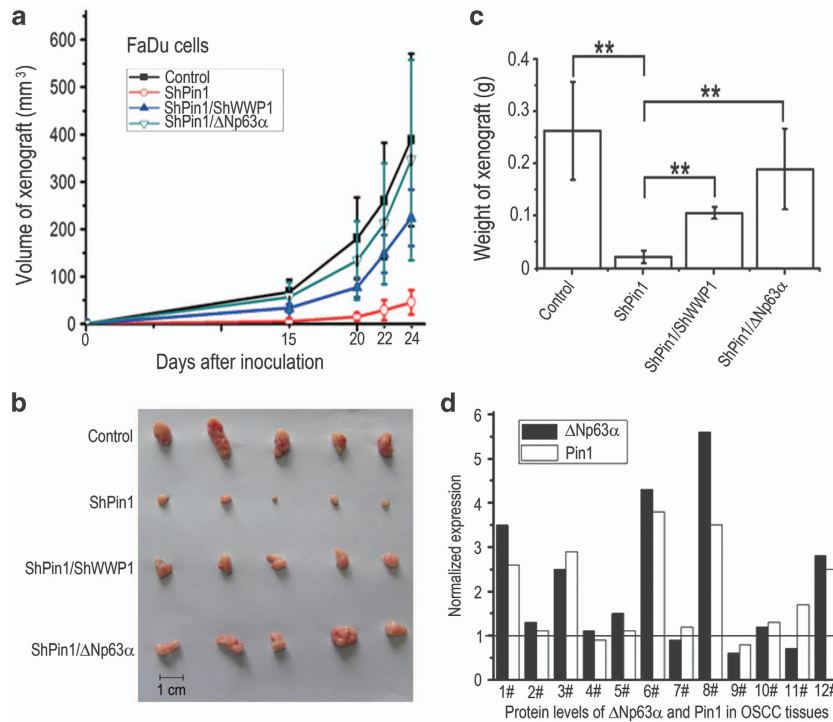 a
FaDu cells
Control
ShPin1
ShPin1/ShWWP1
ShPin1/ΔNp63α
Volume of xenograft (mm³)
600
500
400
300
200
100
0
0 15 20 22 24
Days after inoculation
b
Control
ShPin1
ShPin1/ShWWP1
ShPin1/ΔNp63α
1 cm
c
Weight of xenograft (g)
0.4
0.3
0.2
0.1
0
**
**
**
Control
ShPin1
ShPin1/ShWWP1
ShPin1/ΔNp63α
d
ΔNp63α
Pin1
Normalized expression
6
5
4
3
2
1
0
1# 2# 3# 4# 5# 6# 7# 8# 9# 10# 11# 12#
Protein levels of ΔNp63α and Pin1 in OSCC tissues